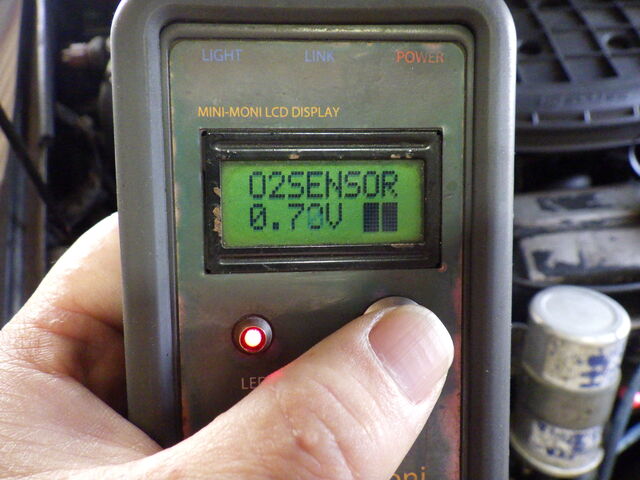 LIGHT LINK POWER
MINI-MONI LCD DISPLAY
O2SENSOR
0.70V